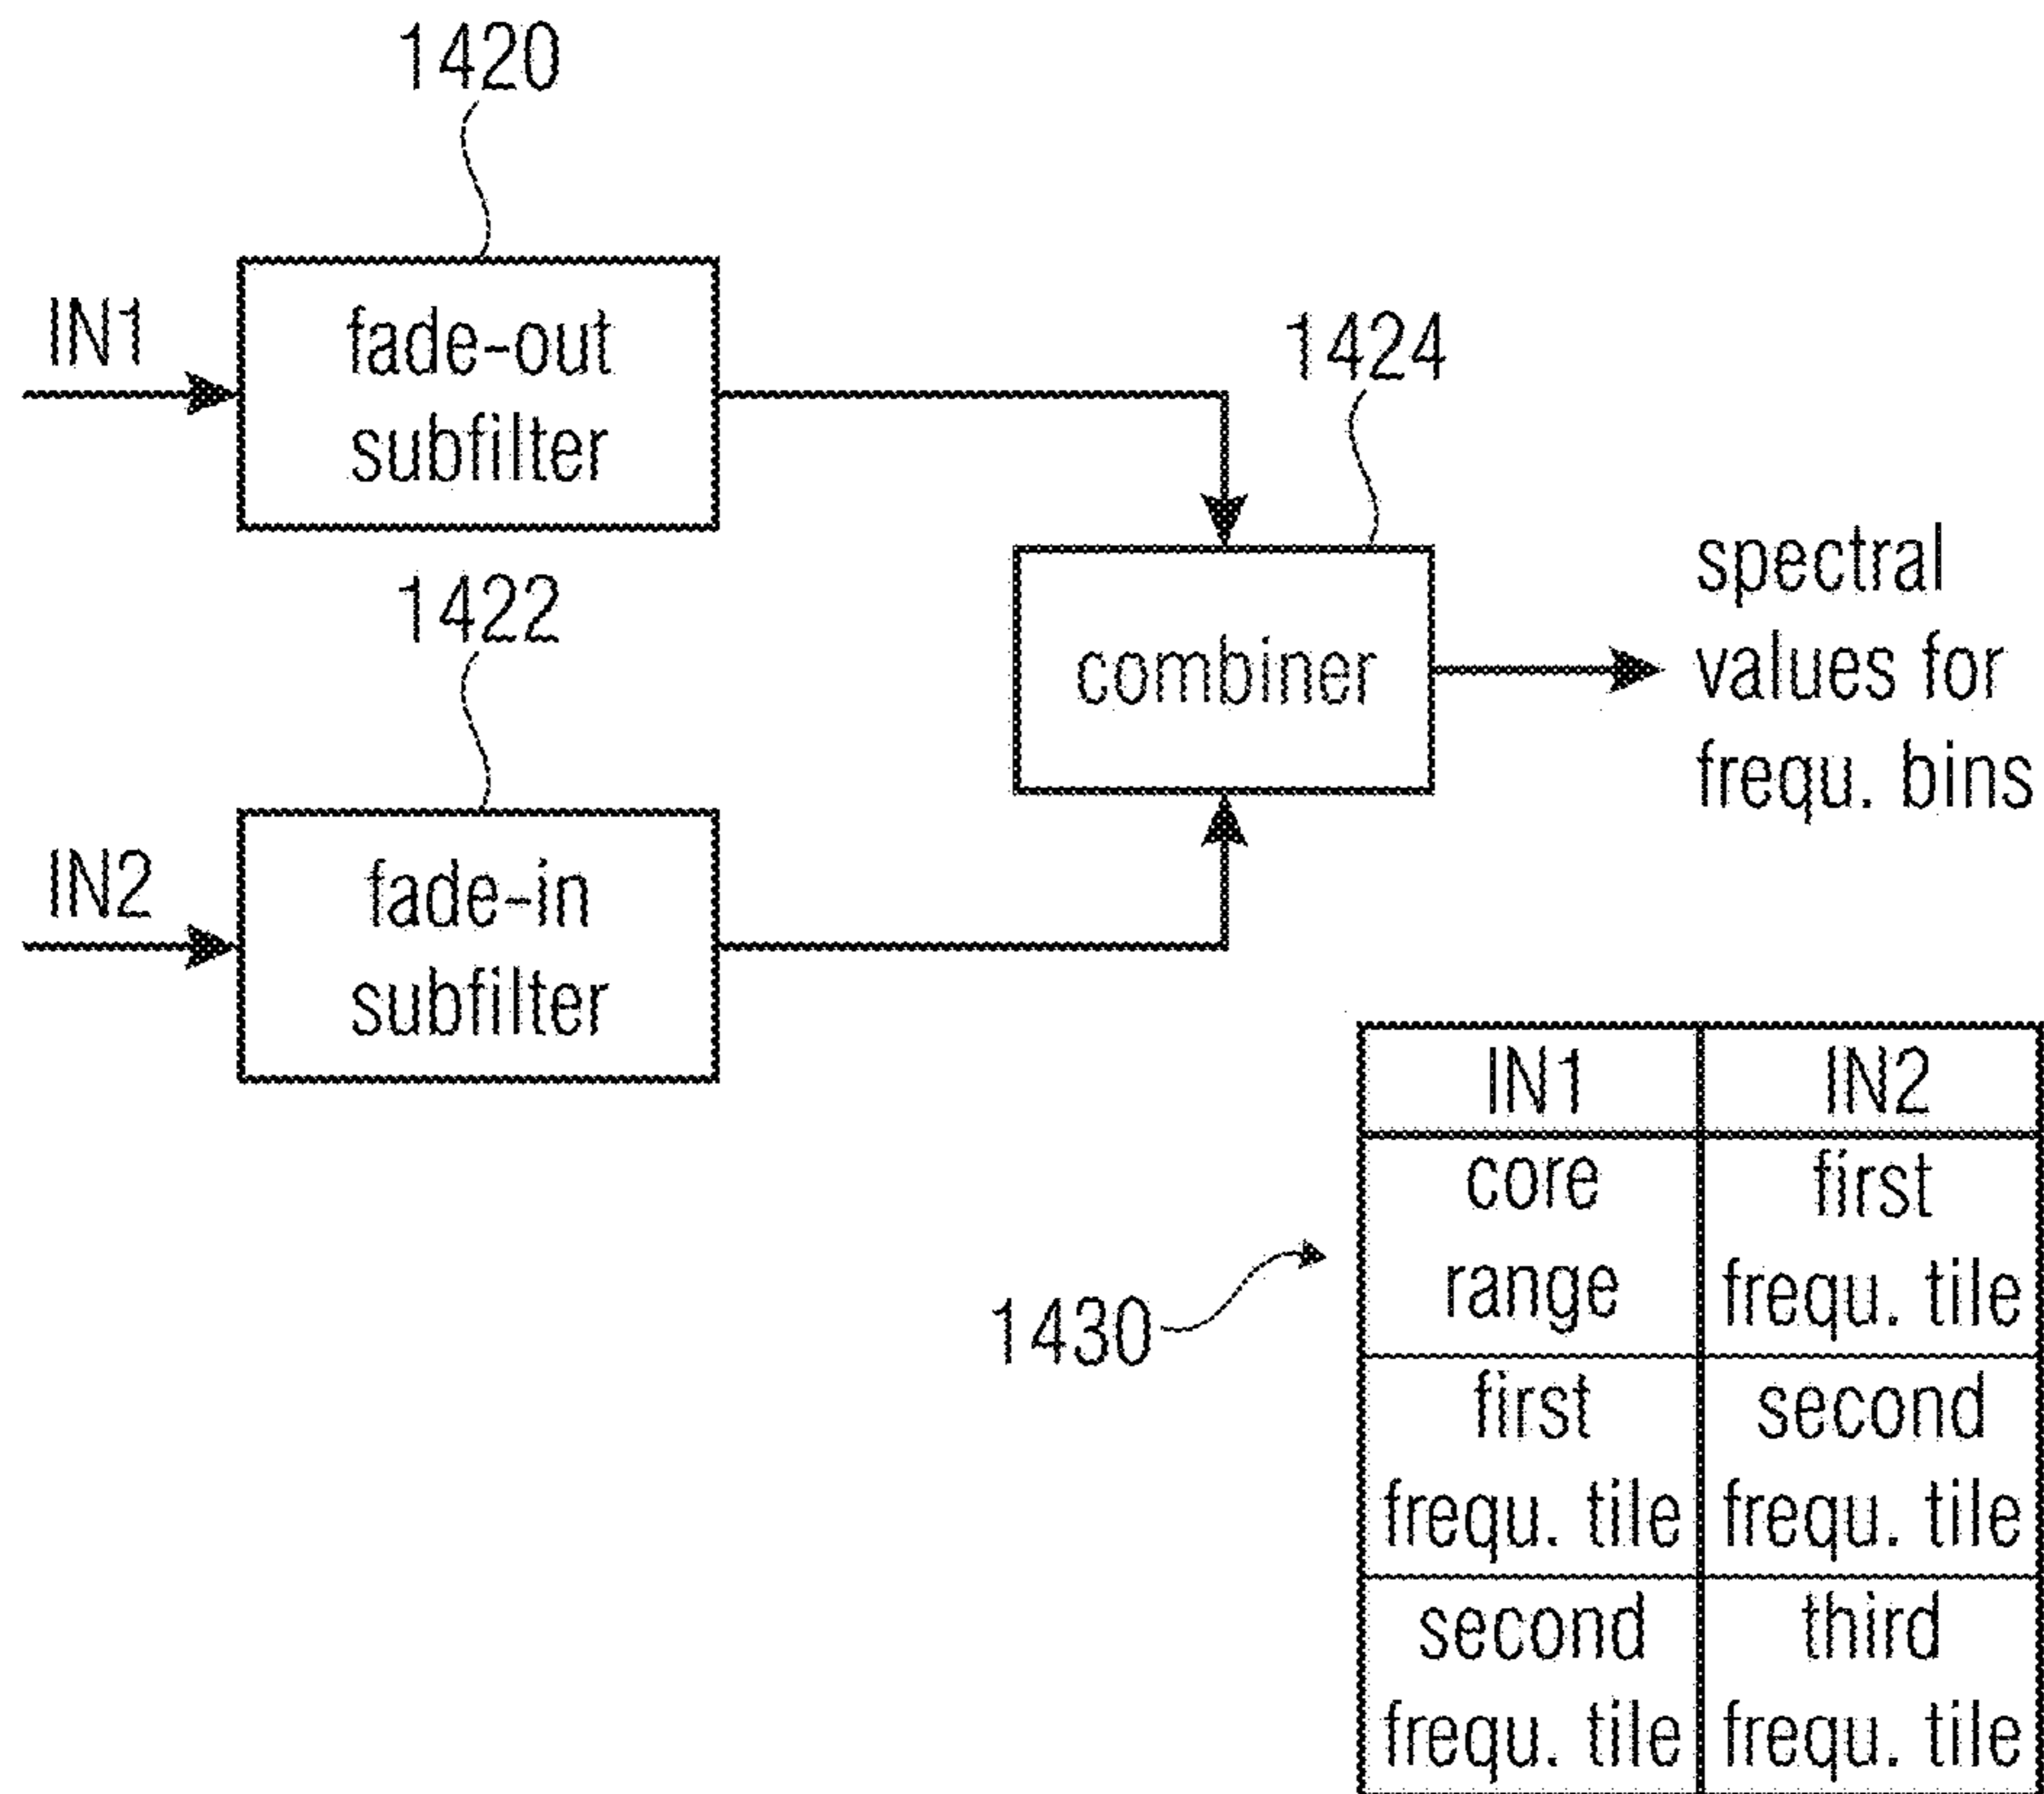 1420
IN1
fade-out
subfilter
1424
1422
combiner
spectral
values for
frequ. bins
IN2
fade-in
subfilter
1430
IN1 IN2
core first
range frequ. tile
first second
frequ. tile frequ. tile
second third
frequ. tile frequ. tile